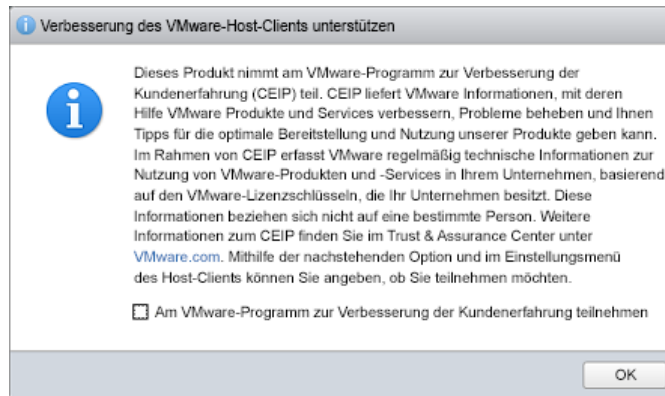 Verbesserung des VMware-Host-Clients unterstützen
Dieses Produkt nimmt am VMware-Programm zur Verbesserung der
Kundenerfahrung (CEIP) teil. CEIP liefert VMware Informationen, mit deren
Hilfe VMware Produkte und Services verbessern, Probleme beheben und Ihnen
Tipps für die optimale Bereitstellung und Nutzung unserer Produkte geben kann.
Im Rahmen von CEIP erfasst VMware regelmäßig technische Informationen zur
Nutzung von VMware-Produkten und -Services in Ihrem Unternehmen, basierend
auf den VMware-Lizenzschlüsseln, die Ihr Unternehmen besitzt. Diese
Informationen beziehen sich nicht auf eine bestimmte Person. Weitere
Informationen zum CEIP finden Sie im Trust & Assurance Center unter
VMware.com. Mithilfe der nachstehenden Option und im Einstellungsmenü
des Host-Clients können Sie angeben, ob Sie teilnehmen möchten.
Am VMware-Programm zur Verbesserung der Kundenerfahrung teilnehmen
OK